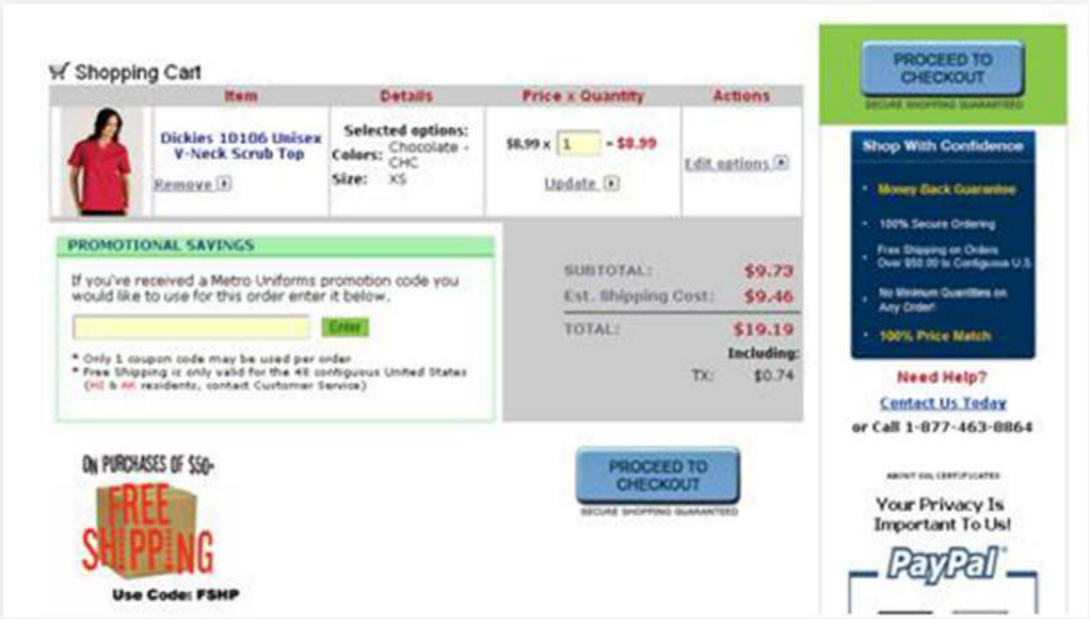 Shopping Cart
Item Details Price x Quantity Actions
Dickies 10106 Unisex
V-Neck Scrub Top
Remove
Selected options:
Colors: Chocolate -
CHC
Size: XS
$8.99 x 1 = $8.99
Update
Edit options
PROMOTIONAL SAVINGS
If you've received a Metro Uniforms promotion code you
would like to use for this order enter it below.
Enter
* Only 1 coupon code may be used per order
* Free Shipping is only valid for the 48 contiguous United States
(HI & AK residents, contact Customer Service)
SUBTOTAL: $9.73
Est. Shipping Cost: $9.46
TOTAL: $19.19
Including:
TX: $0.74
ON PURCHASES OF $50+
FREE
SHIPPING
Use Code: FSHP
PROCEED TO
CHECKOUT
SECURE SHOPPING GUARANTEED
PROCEED TO
CHECKOUT
SECURE SHOPPING GUARANTEED
Shop With Confidence
• Money-Back Guarantee
• 100% Secure Ordering
• Free Shipping on Orders
Over $50.00 to Contiguous U.S.
• No Minimum Quantities on
Any Order!
• 100% Price Match
Need Help?
Contact Us Today
or Call 1-877-463-8864
ABOUT SSL CERTIFICATES
Your Privacy Is
Important To Us!
PayPal